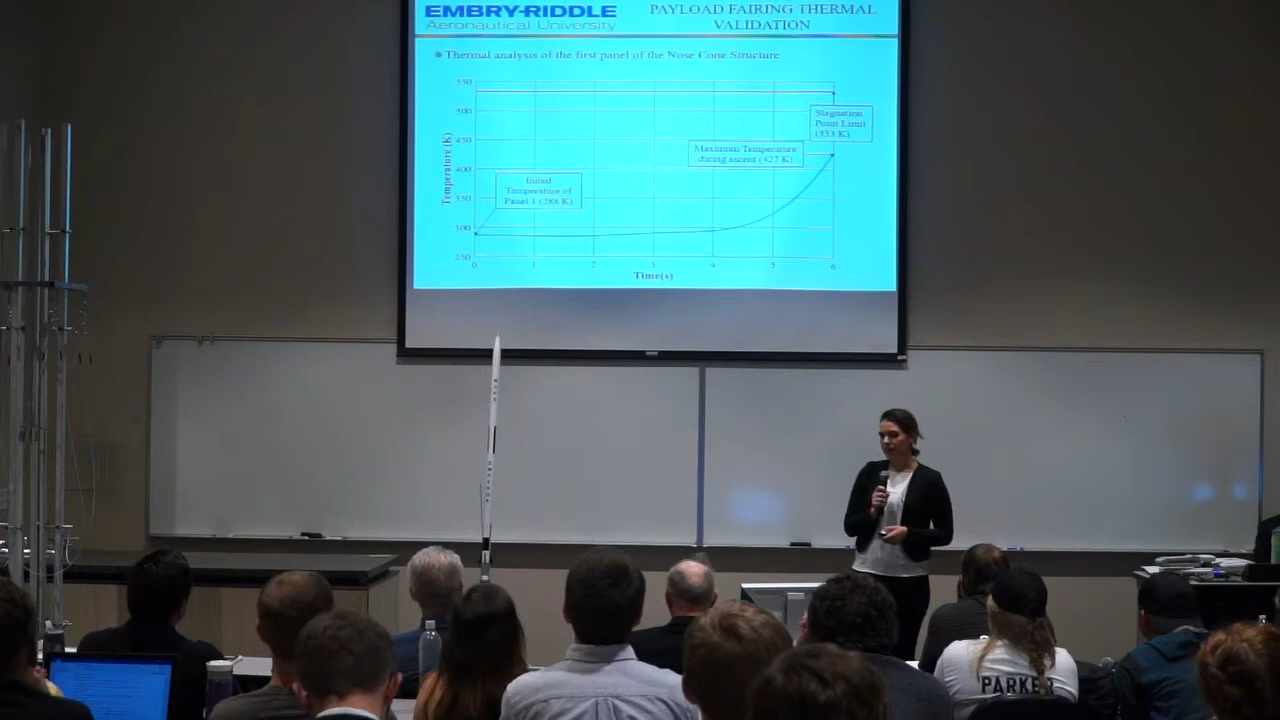 EMBRY-RIDDLE
Aeronautical University
PAYLOAD FAIRING THERMAL
VALIDATION
Thermal analysis of the first panel of the Nose Cone Structure
550
500
450
400
350
300
250
Temperature (K)
Stagnation
Point Limit
(533 K)
Maximum Temperature
during ascent (427 K)
Initial
Temperature of
Panel 1 (288 K)
0 1 2 3 4 5 6
Time(s)
PARKER